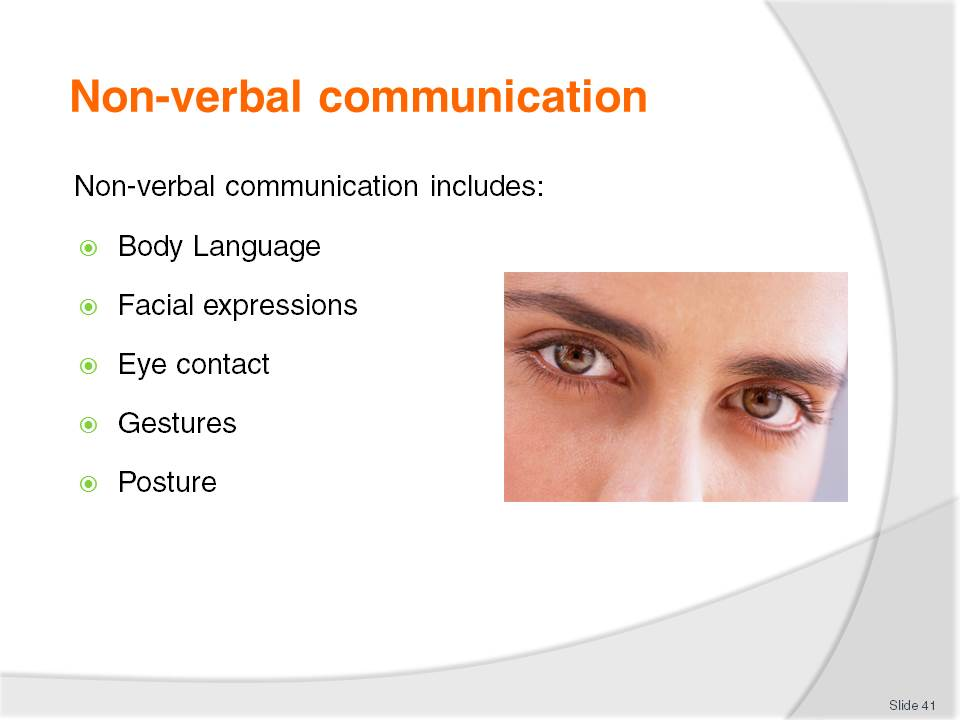 Non-verbal communication
Non-verbal communication includes:
Body Language
Facial expressions
Eye contact
Gestures
Posture
Slide 41